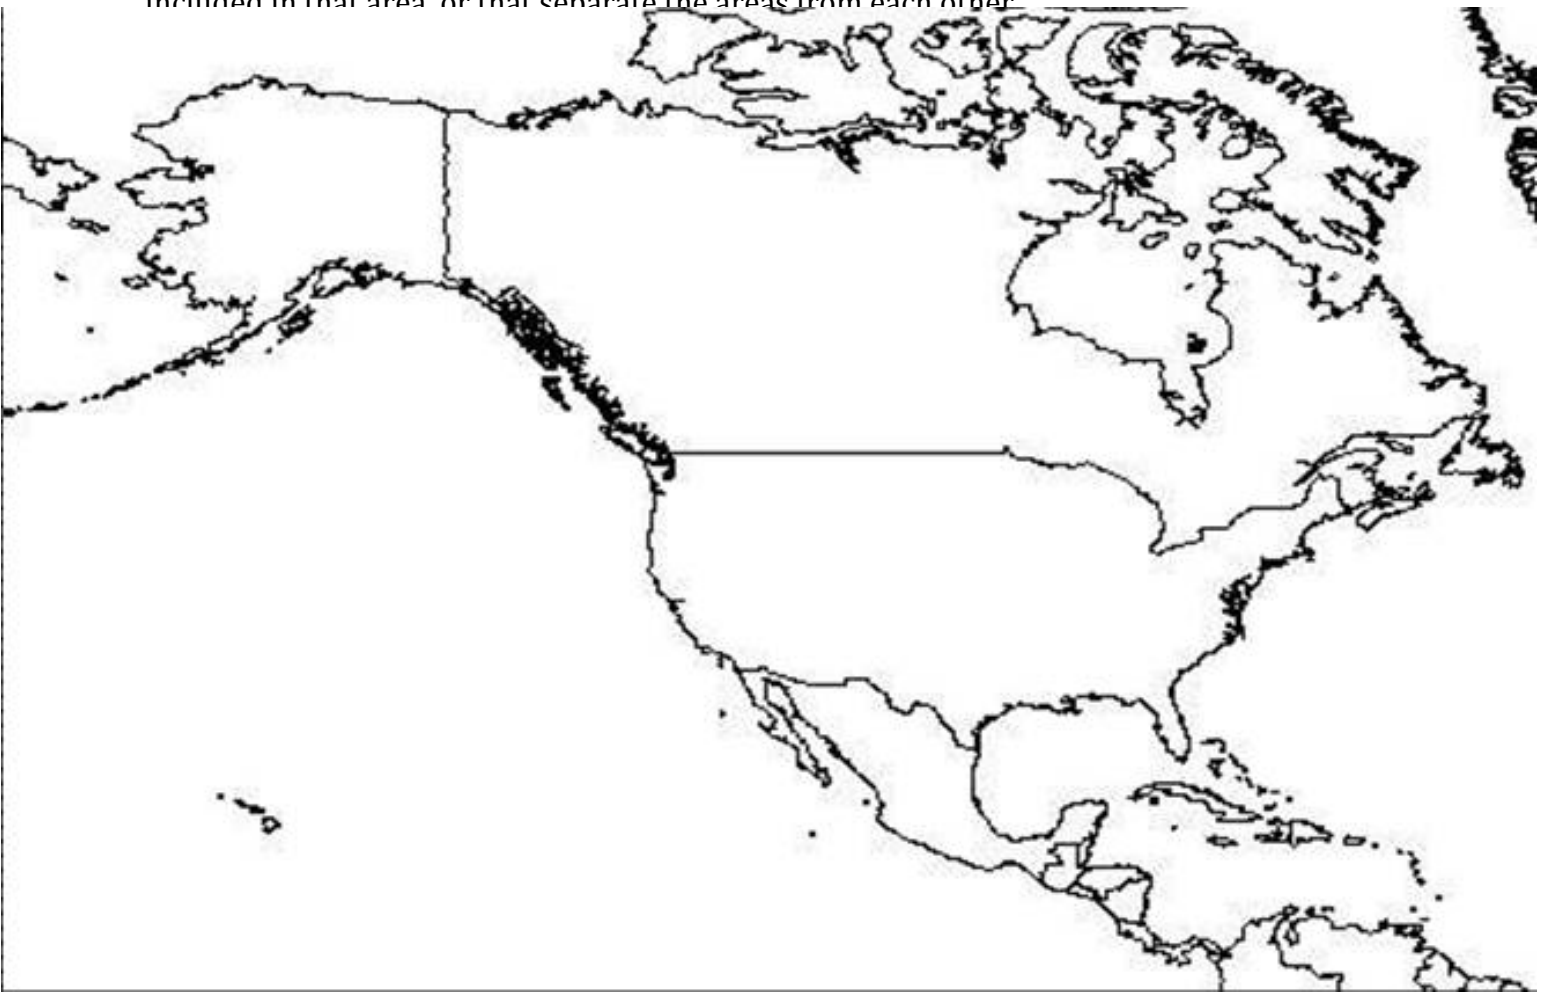 included in that area, or that separate the areas from each other.